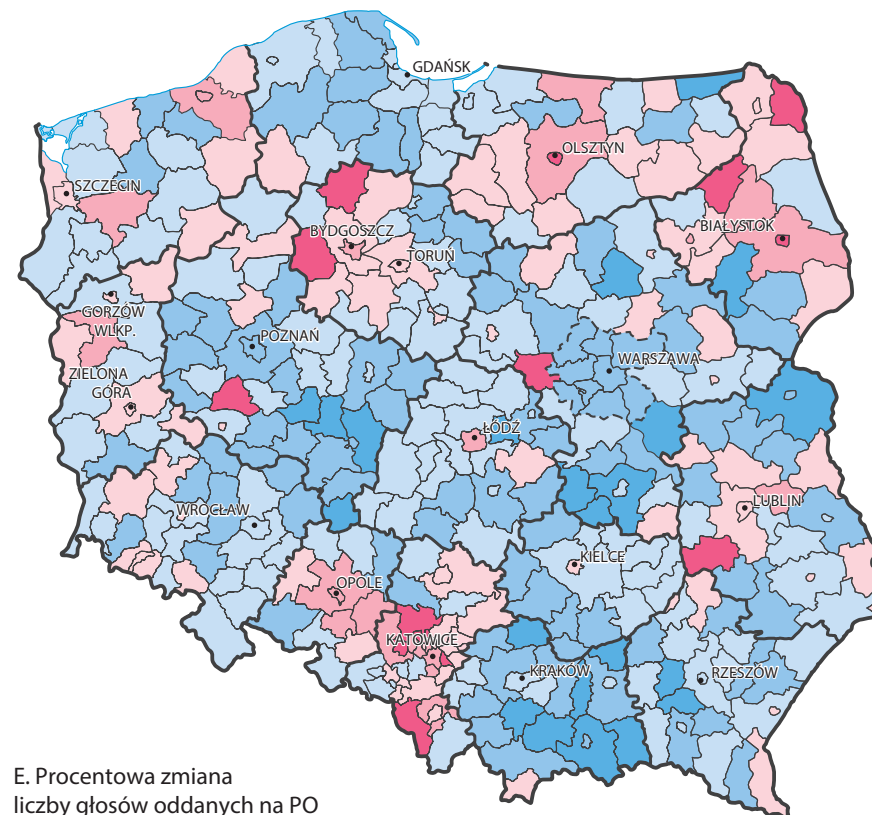 GDAŃSK
OLSZTYN
SZCZECIN
BYDGOSZCZ
BIAŁYSTOK
TORUŃ
GORZÓW
WLKP.
POZNAŃ
WARSZAWA
ZIELONA
GÓRA
ŁÓDŹ
WROCŁAW
LUBLIN
KIELCE
OPOLE
KATOWICE
KRAKÓW
RZESZÓW
E. Procentowa zmiana
liczby głosów oddanych na PO